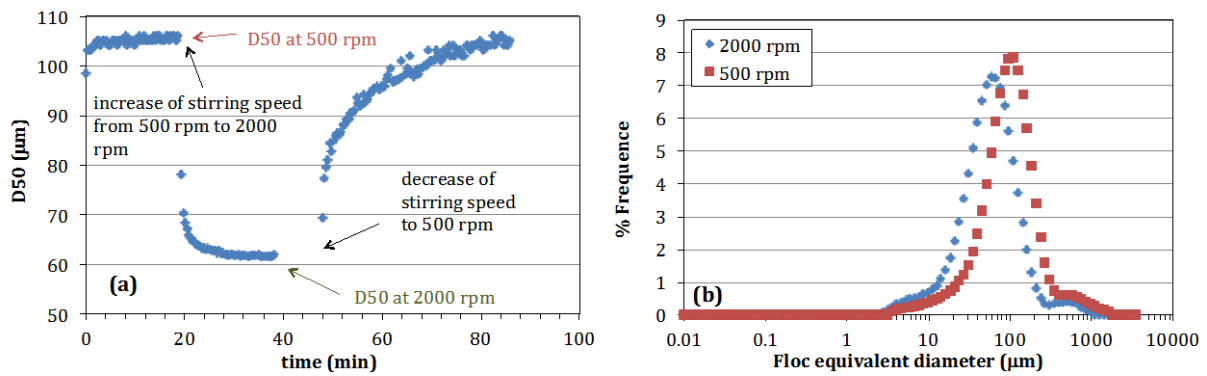 110
100
90
80
70
60
50
D50 (µm)
D50 at 500 rpm
increase of stirring speed
from 500 rpm to 2000
rpm
decrease of
stirring speed
to 500 rpm
(a)
D50 at 2000 rpm
0
20
40
60
80
100
time (min)
9
8
7
6
5
4
3
2
1
0
% Frequence
2000 rpm
500 rpm
(b)
0.01
0.1
1
10
100
1000
10000
Floc equivalent diameter (µm)